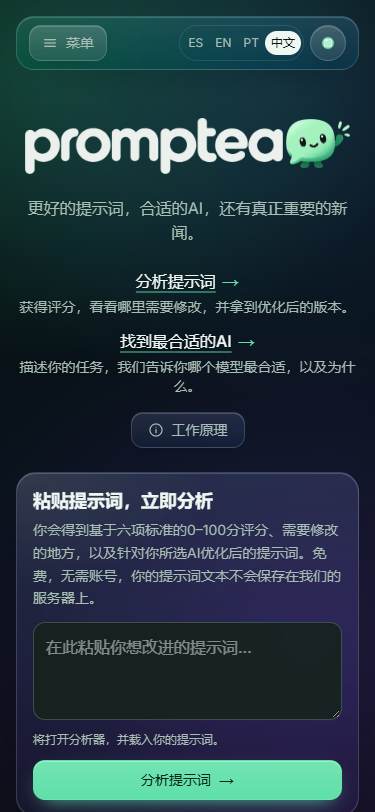 菜单
ES EN PT 中文
promptea
更好的提示词，合适的AI，还有真正重要的新
闻。
分析提示词 →
获得评分，看看哪里需要修改，并拿到优化后的版本。
找到最合适的AI →
描述你的任务，我们告诉你哪个模型最合适，以及为什
么。
工作原理
粘贴提示词，立即分析
你会得到基于六项标准的0–100分评分、需要修改
的地方，以及针对你所选AI优化后的提示词。免
费，无需账号，你的提示词文本不会保存在我们的
服务器上。
在此粘贴你想改进的提示词...
将打开分析器，并载入你的提示词。
分析提示词 →